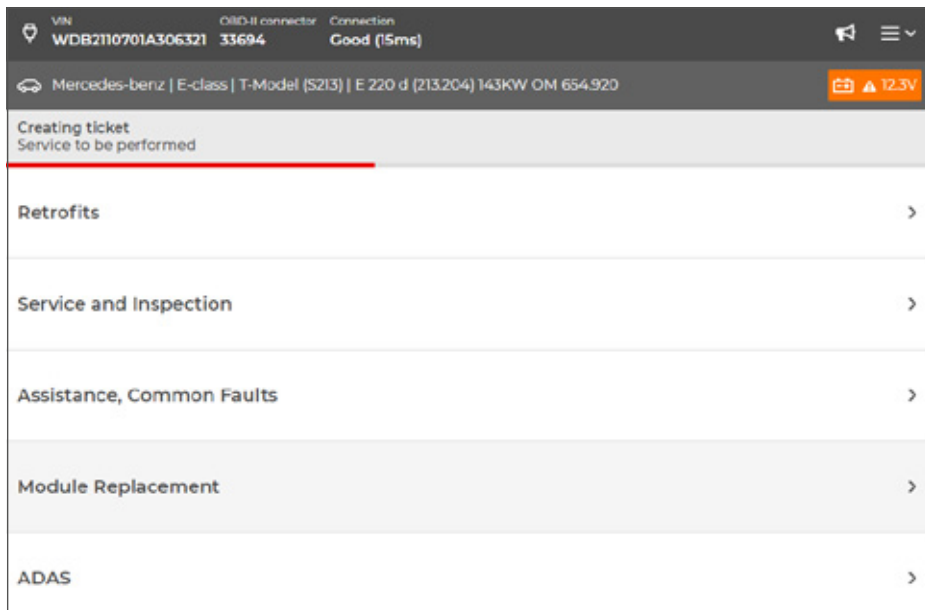 VIN OBD-II connector Connection
WDB2110701A306321 33694 Good (15ms)
Mercedes-benz | E-class | T-Model (S213) | E 220 d (213.204) 143KW OM 654.920
12.3V
Creating ticket
Service to be performed
Retrofits
Service and Inspection
Assistance, Common Faults
Module Replacement
ADAS